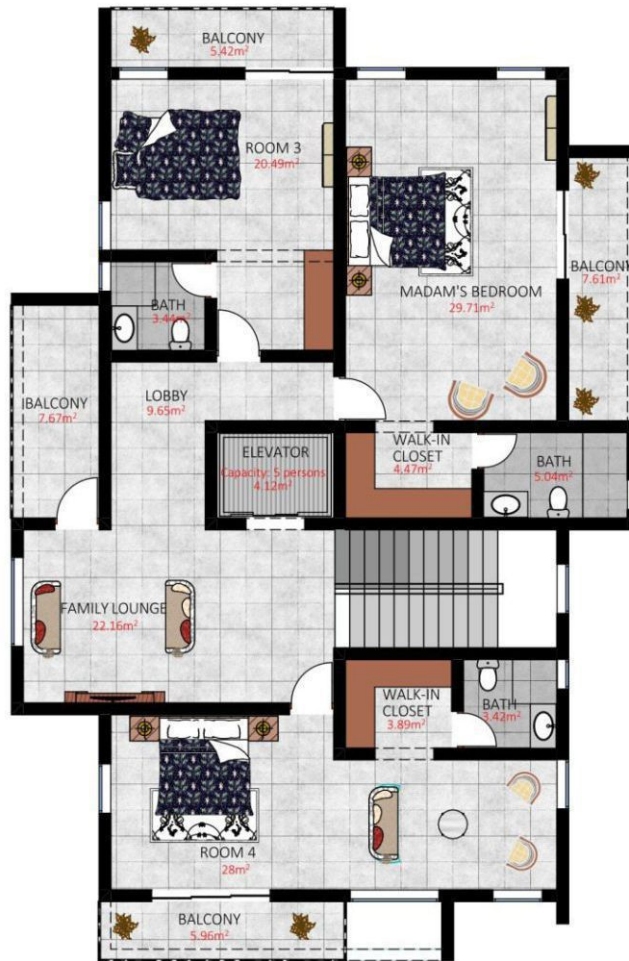 BALCONY
5.42m²
ROOM 3
20.49m²
BALCONY
7.61m²
MADAM'S BEDROOM
29.71m²
BATH
3.44m²
LOBBY
9.65m²
BALCONY
7.67m²
ELEVATOR
Capacity: 5 persons
4.12m²
WALK-IN
CLOSET
4.47m²
BATH
5.04m²
FAMILY LOUNGE
22.16m²
WALK-IN
CLOSET
3.89m²
BATH
3.42m²
ROOM 4
28m²
BALCONY
5.96m²